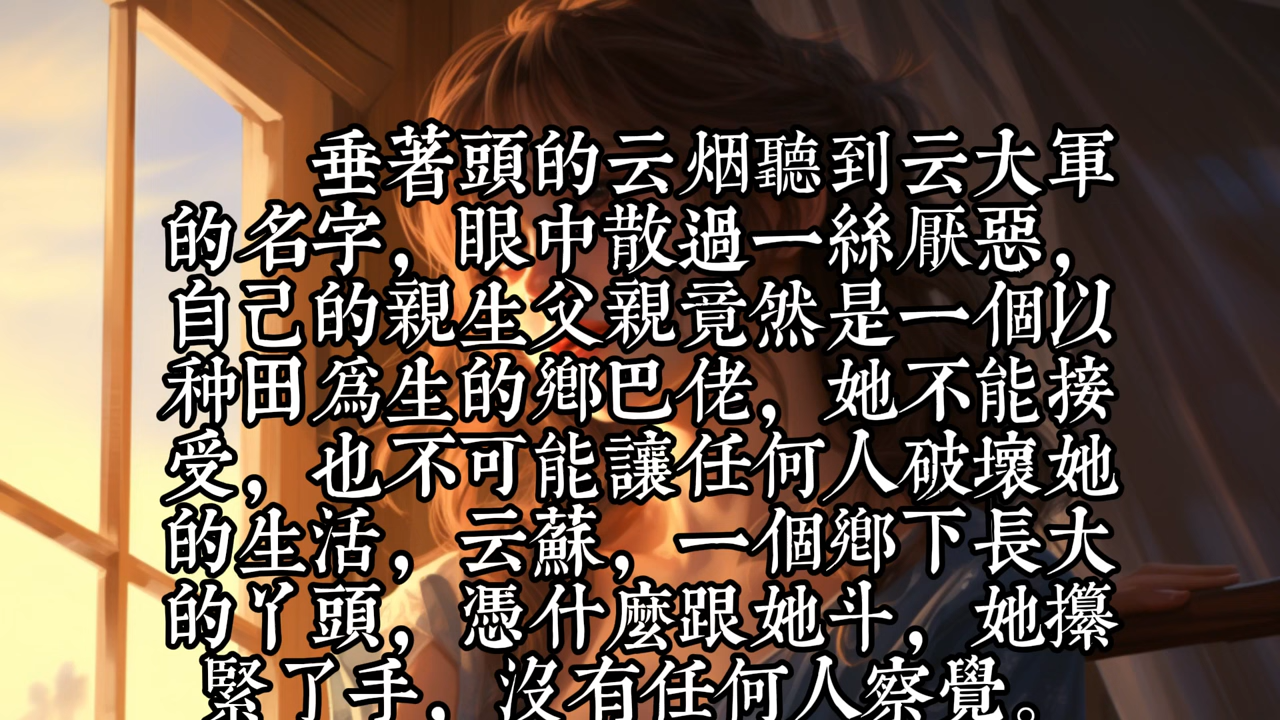 垂著頭的云烟聽到云大軍
的名字，眼中散過一絲厭惡，
自己的親生父親竟然是一個以
种田爲生的鄉巴佬，她不能接
受，也不可能讓任何人破壞她
的生活，云蘇，一個鄉下長大
的丫頭，憑什麼跟她斗，她攥
緊了手，沒有任何人察覺。